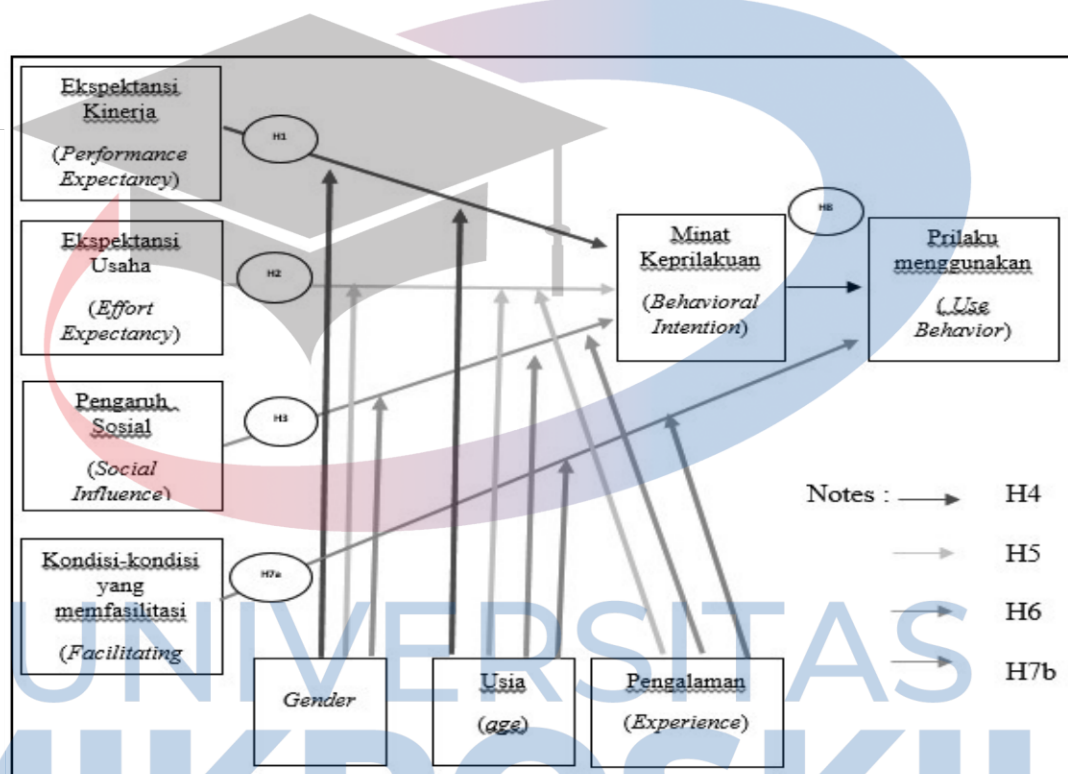 Ekspektansi
Kinerja
(Performance
Expectancy)
H1
Ekspektansi
Usaha
(Effort
Expectancy)
H2
Pengaruh
Sosial
(Social
Influence)
H3
Kondisi-kondisi
yang
memfasilitasi
(Facilitating
H7a
Minat
Keprilakuan
(Behavioral
Intention)
H8
Prilaku
menggunakan
( Use
Behavior)
Notes :
H4
H5
H6
H7b
Gender
Usia
(age)
Pengalaman
(Experience)
UNIVERSITAS
MIKROSKIL